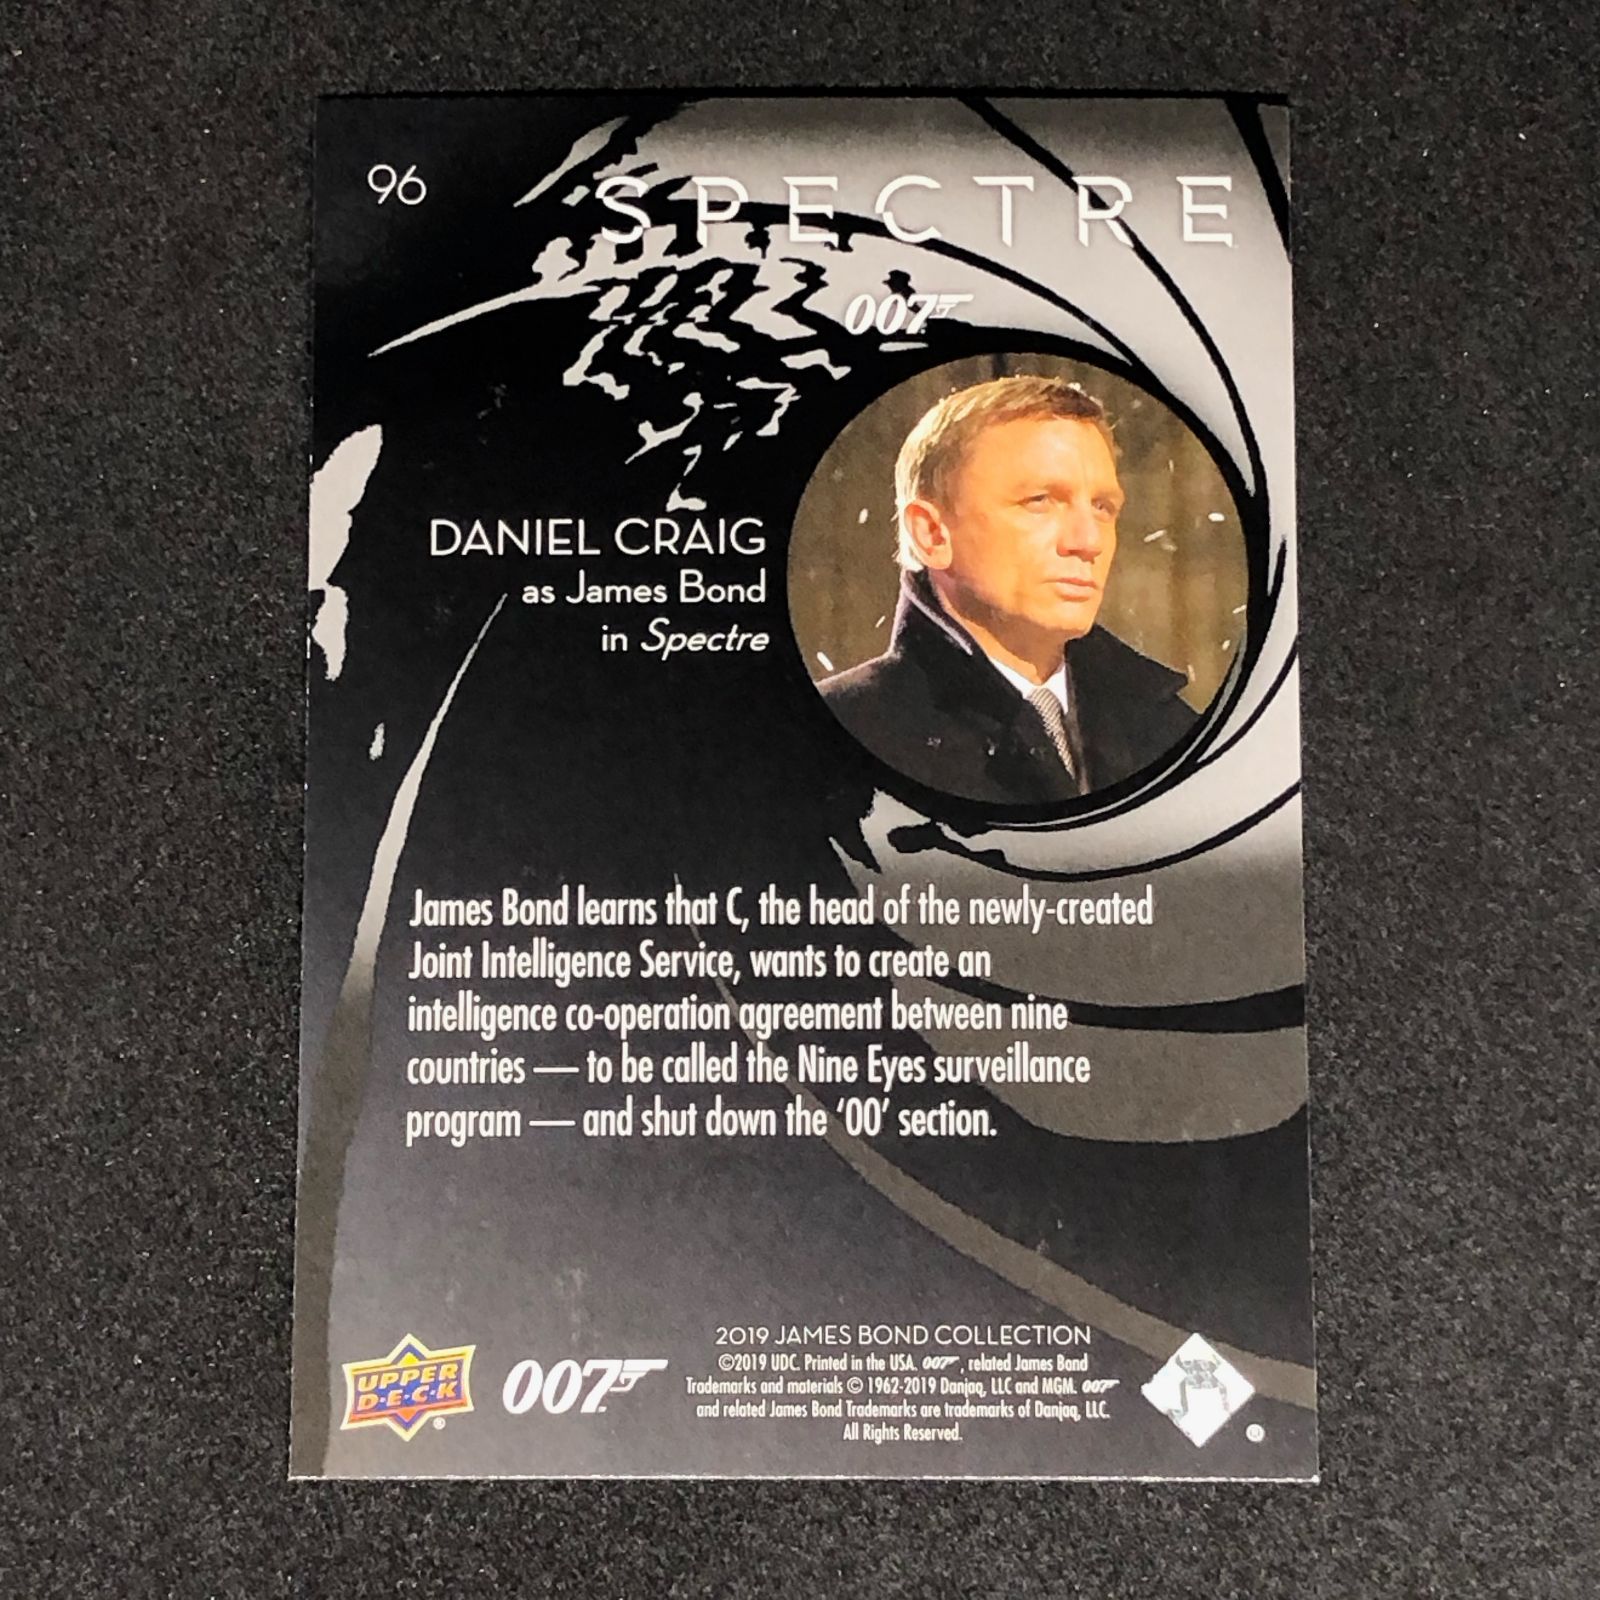 96
SPECTRE
007
DANIEL CRAIG
as James Bond
in Spectre
James Bond learns that C, the head of the newly-created
Joint Intelligence Service, wants to create an
intelligence co-operation agreement between nine
countries — to be called the Nine Eyes surveillance
program — and shut down the ‘00’ section.
2019 JAMES BOND COLLECTION
©2019 UDC. Printed in the USA. 007, related James Bond
Trademarks and materials © 1962-2019 Danjaq, LLC and MGM. 007
and related James Bond Trademarks are trademarks of Danjaq, LLC.
All Rights Reserved.
UPPER
D·E·C·K
®
007
®